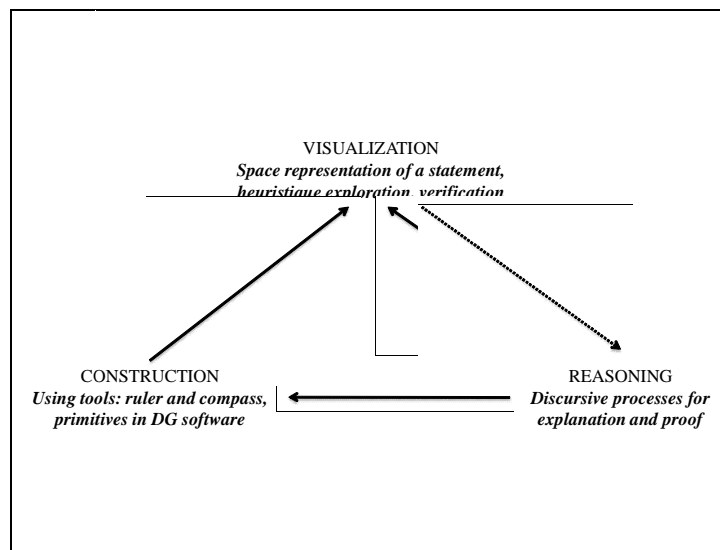 VISUALIZATION
Space representation of a statement,
heuristique exploration, verification
CONSTRUCTION
Using tools: ruler and compass,
primitives in DG software
REASONING
Discursive processes for
explanation and proof